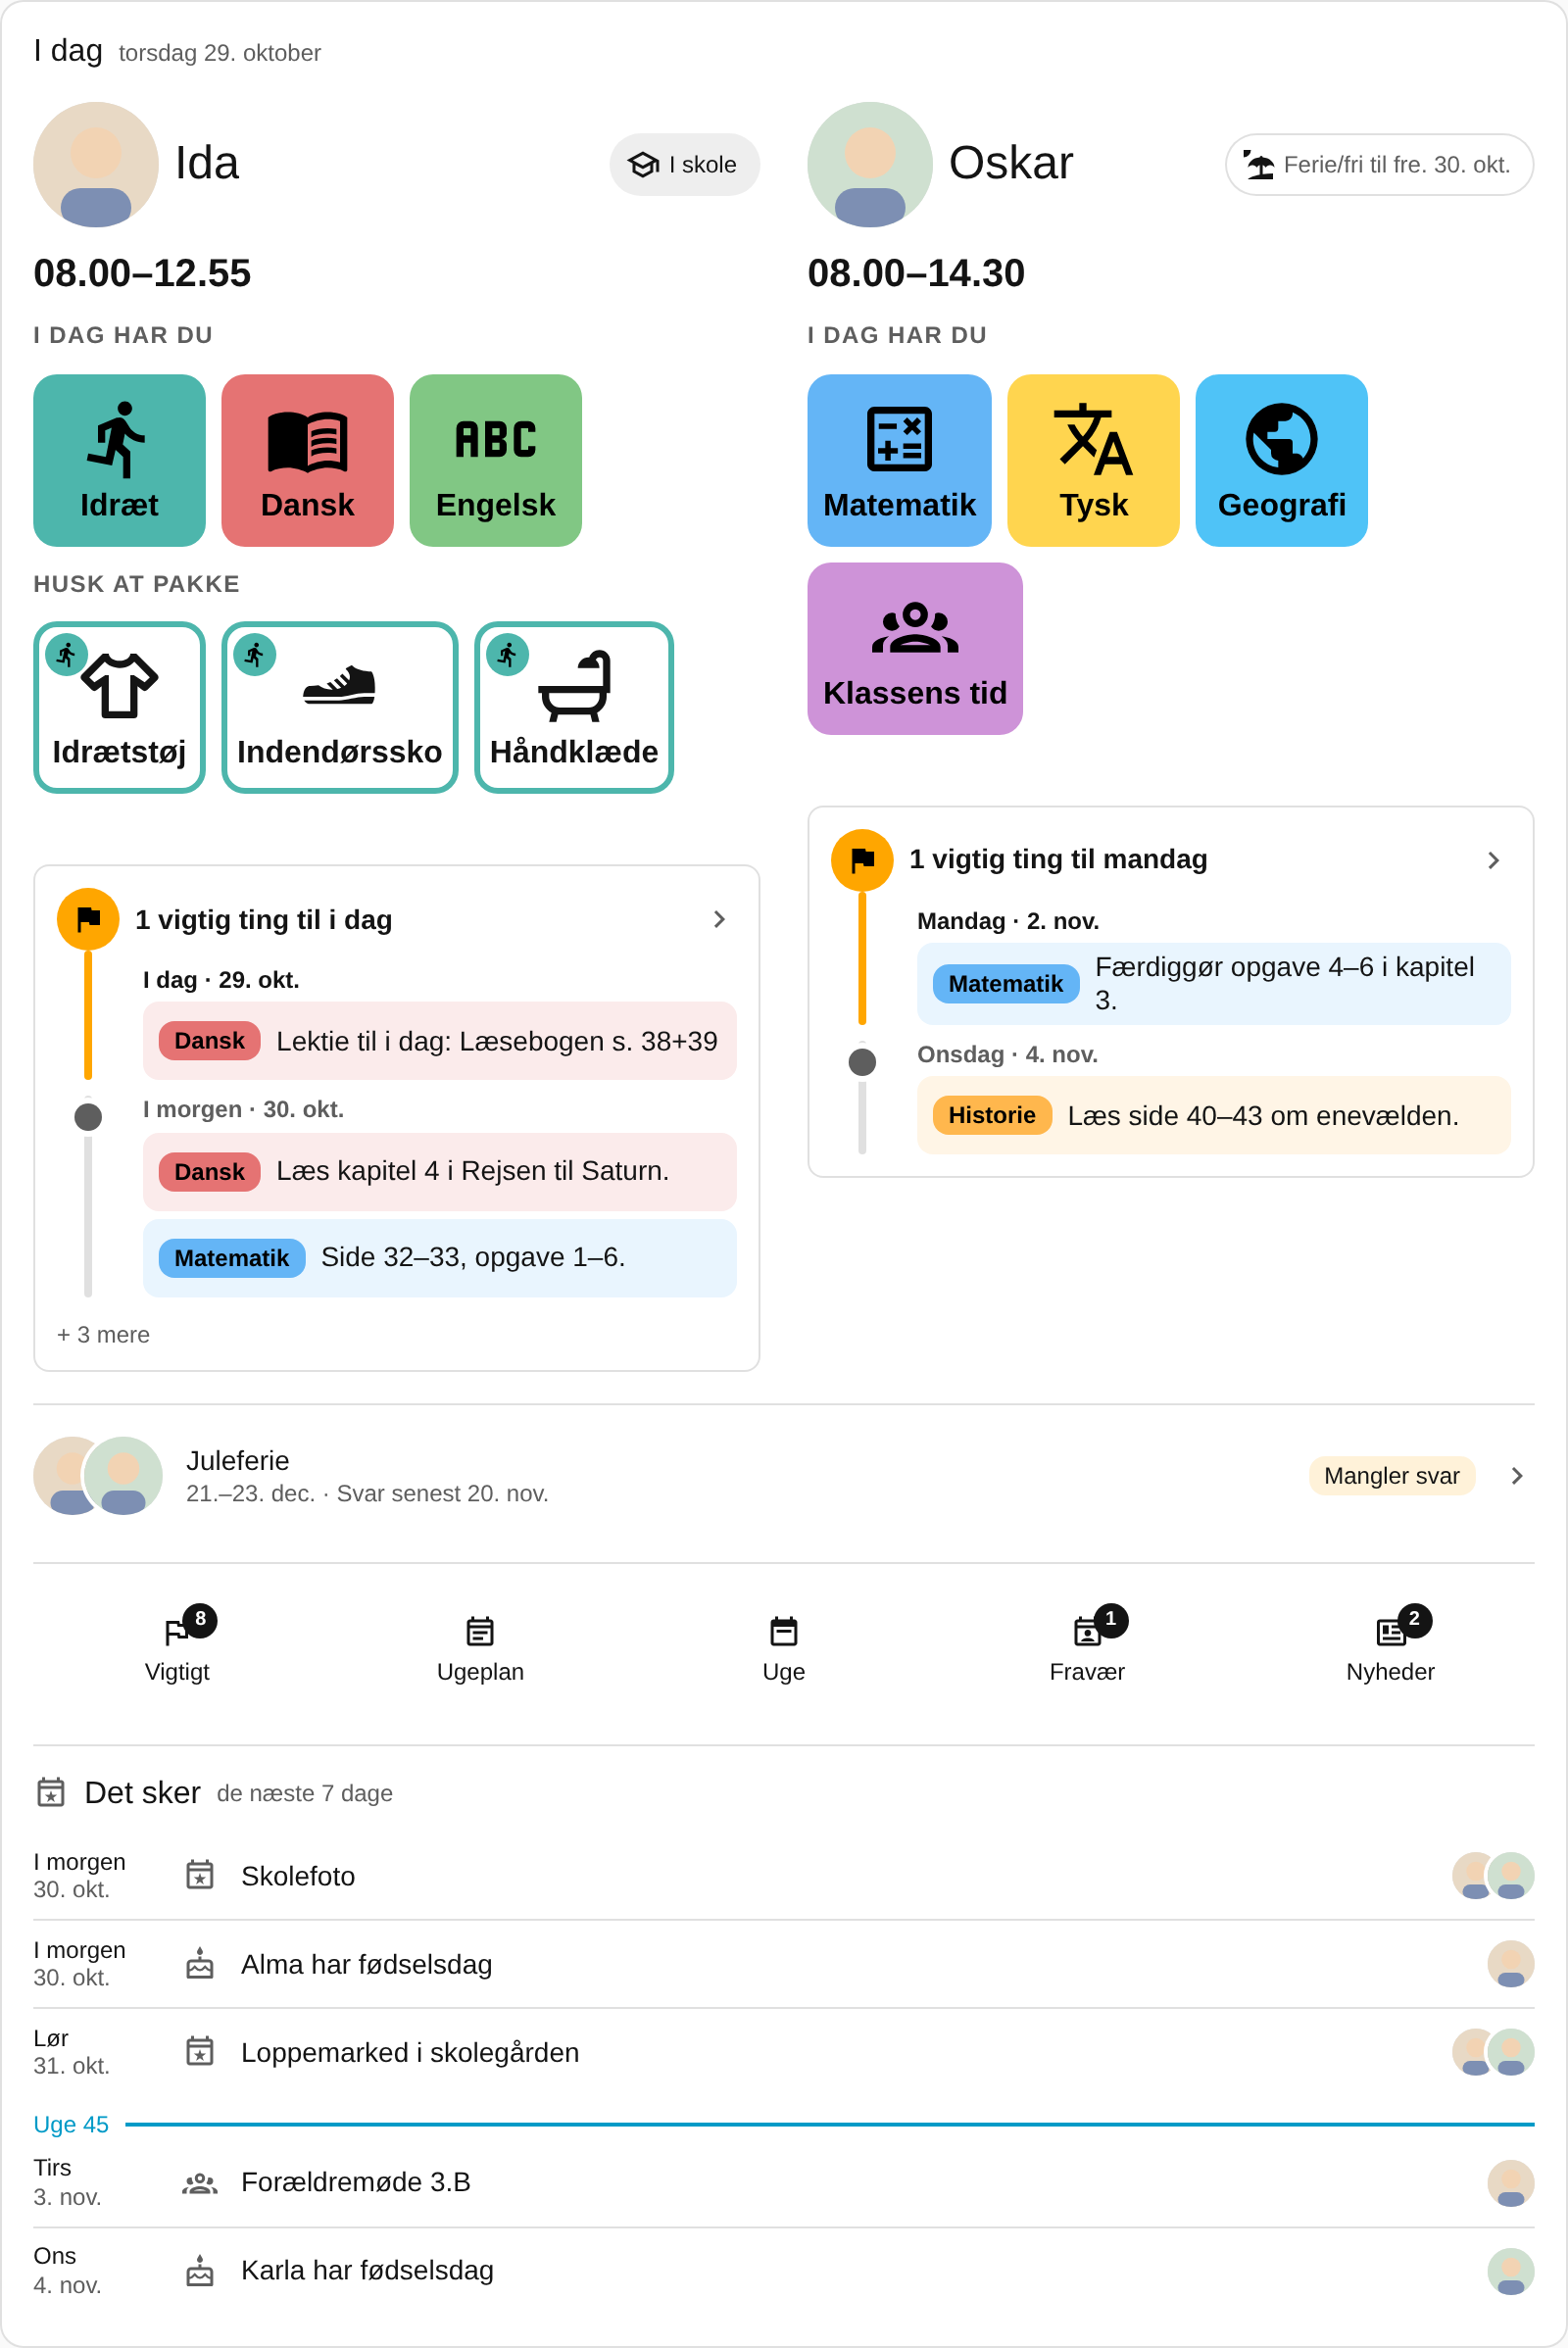 I dag torsdag 29. oktober
Ida
I skole
08.00–12.55
I DAG HAR DU
Idræt
Dansk
ABC
Engelsk
HUSK AT PAKKE
Idrætstøj
Indendørssko
Håndklæde
1 vigtig ting til i dag
I dag · 29. okt.
Dansk Lektie til i dag: Læsebogen s. 38+39
I morgen · 30. okt.
Dansk Læs kapitel 4 i Rejsen til Saturn.
Matematik Side 32–33, opgave 1–6.
+ 3 mere
Oskar
Ferie/fri til fre. 30. okt.
08.00–14.30
I DAG HAR DU
Matematik
Tysk
Geografi
Klassens tid
1 vigtig ting til mandag
Mandag · 2. nov.
Matematik Færdiggør opgave 4–6 i kapitel
3.
Onsdag · 4. nov.
Historie Læs side 40–43 om enevælden.
Juleferie
21.–23. dec. · Svar senest 20. nov.
Mangler svar
8
Vigtigt
Ugeplan
Uge
1
Fravær
2
Nyheder
Det sker de næste 7 dage
I morgen
30. okt.
Skolefoto
I morgen
30. okt.
Alma har fødselsdag
Lør
31. okt.
Loppemarked i skolegården
Uge 45
Tirs
3. nov.
Forældremøde 3.B
Ons
4. nov.
Karla har fødselsdag